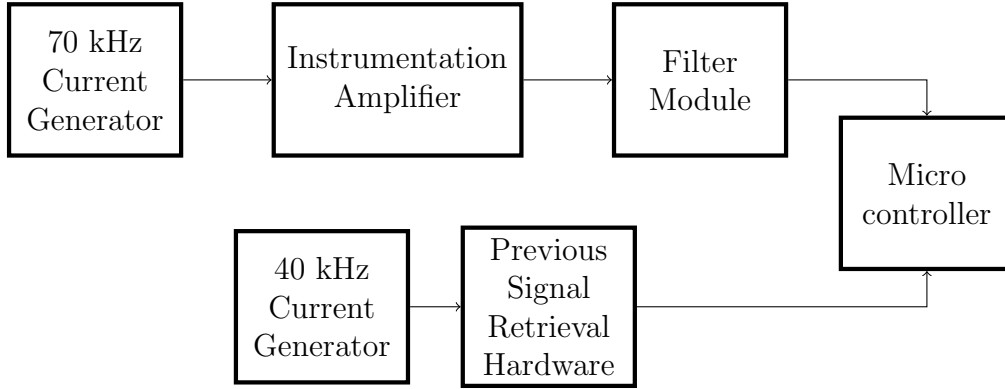 70 kHz
Current
Generator
Instrumentation
Amplifier
Filter
Module
Micro
controller
40 kHz
Current
Generator
Previous
Signal
Retrieval
Hardware